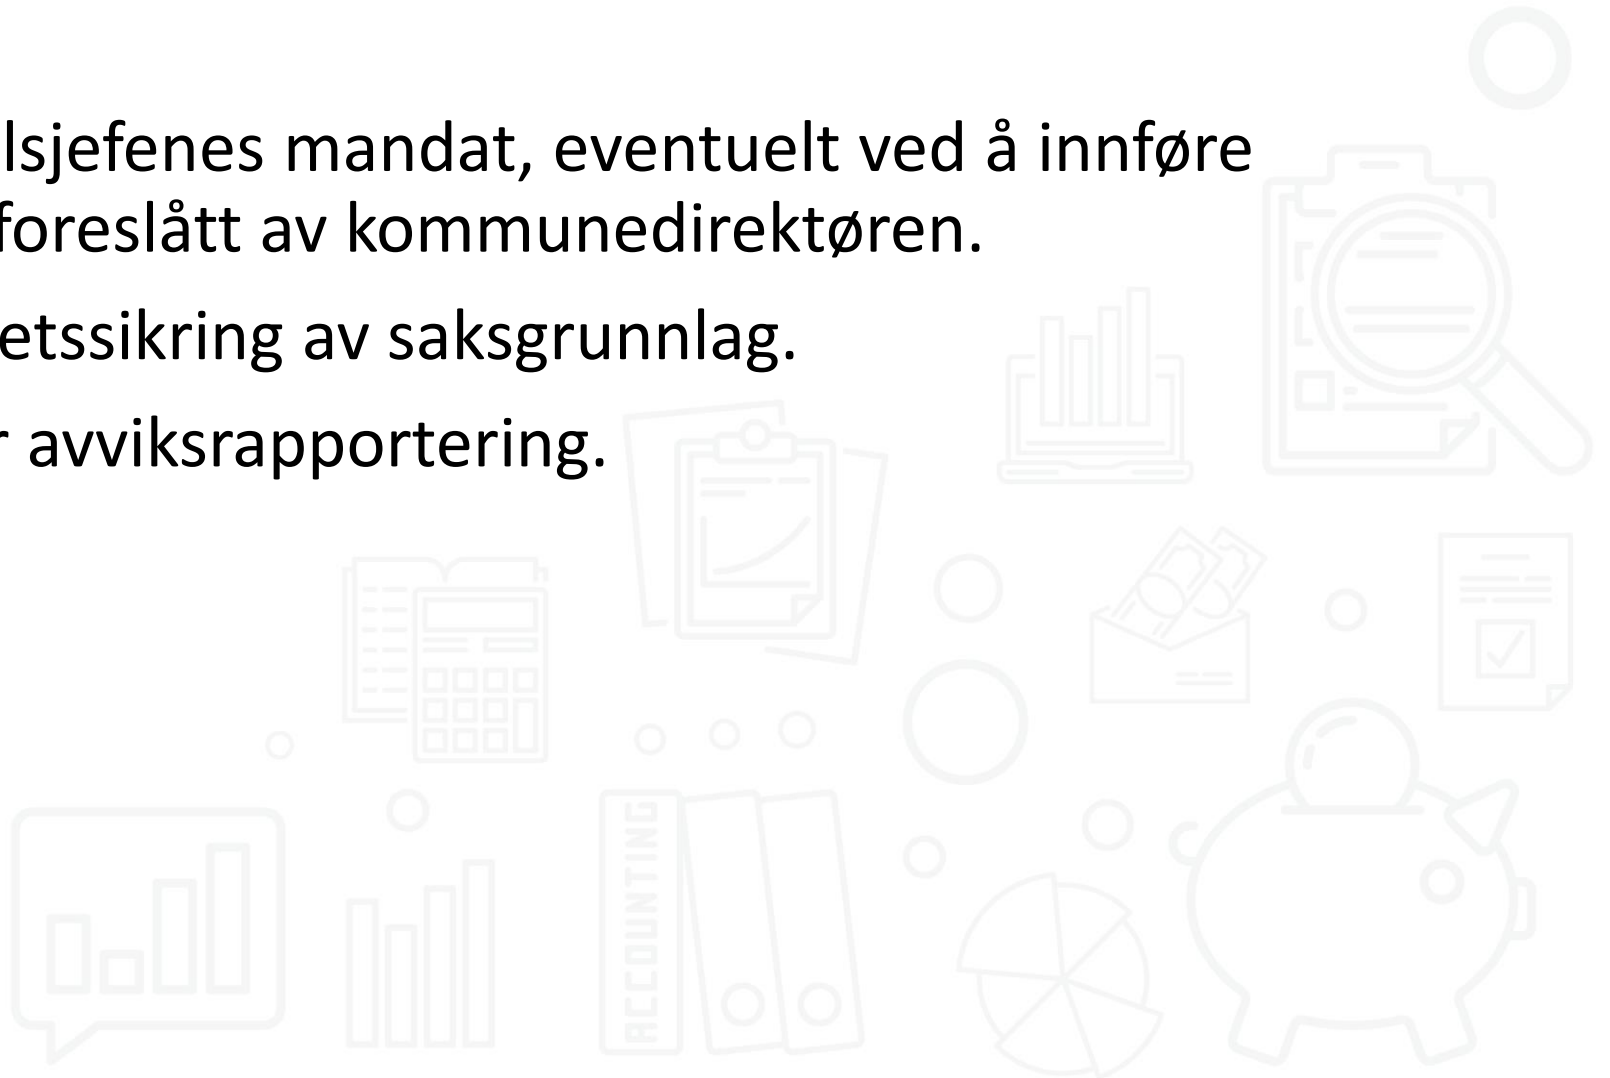 lsjefenes mandat, eventuelt ved å innføre
foreslått av kommunedirektøren.
etssikring av saksgrunnlag.
r avviksrapportering.
ACCOUNTING